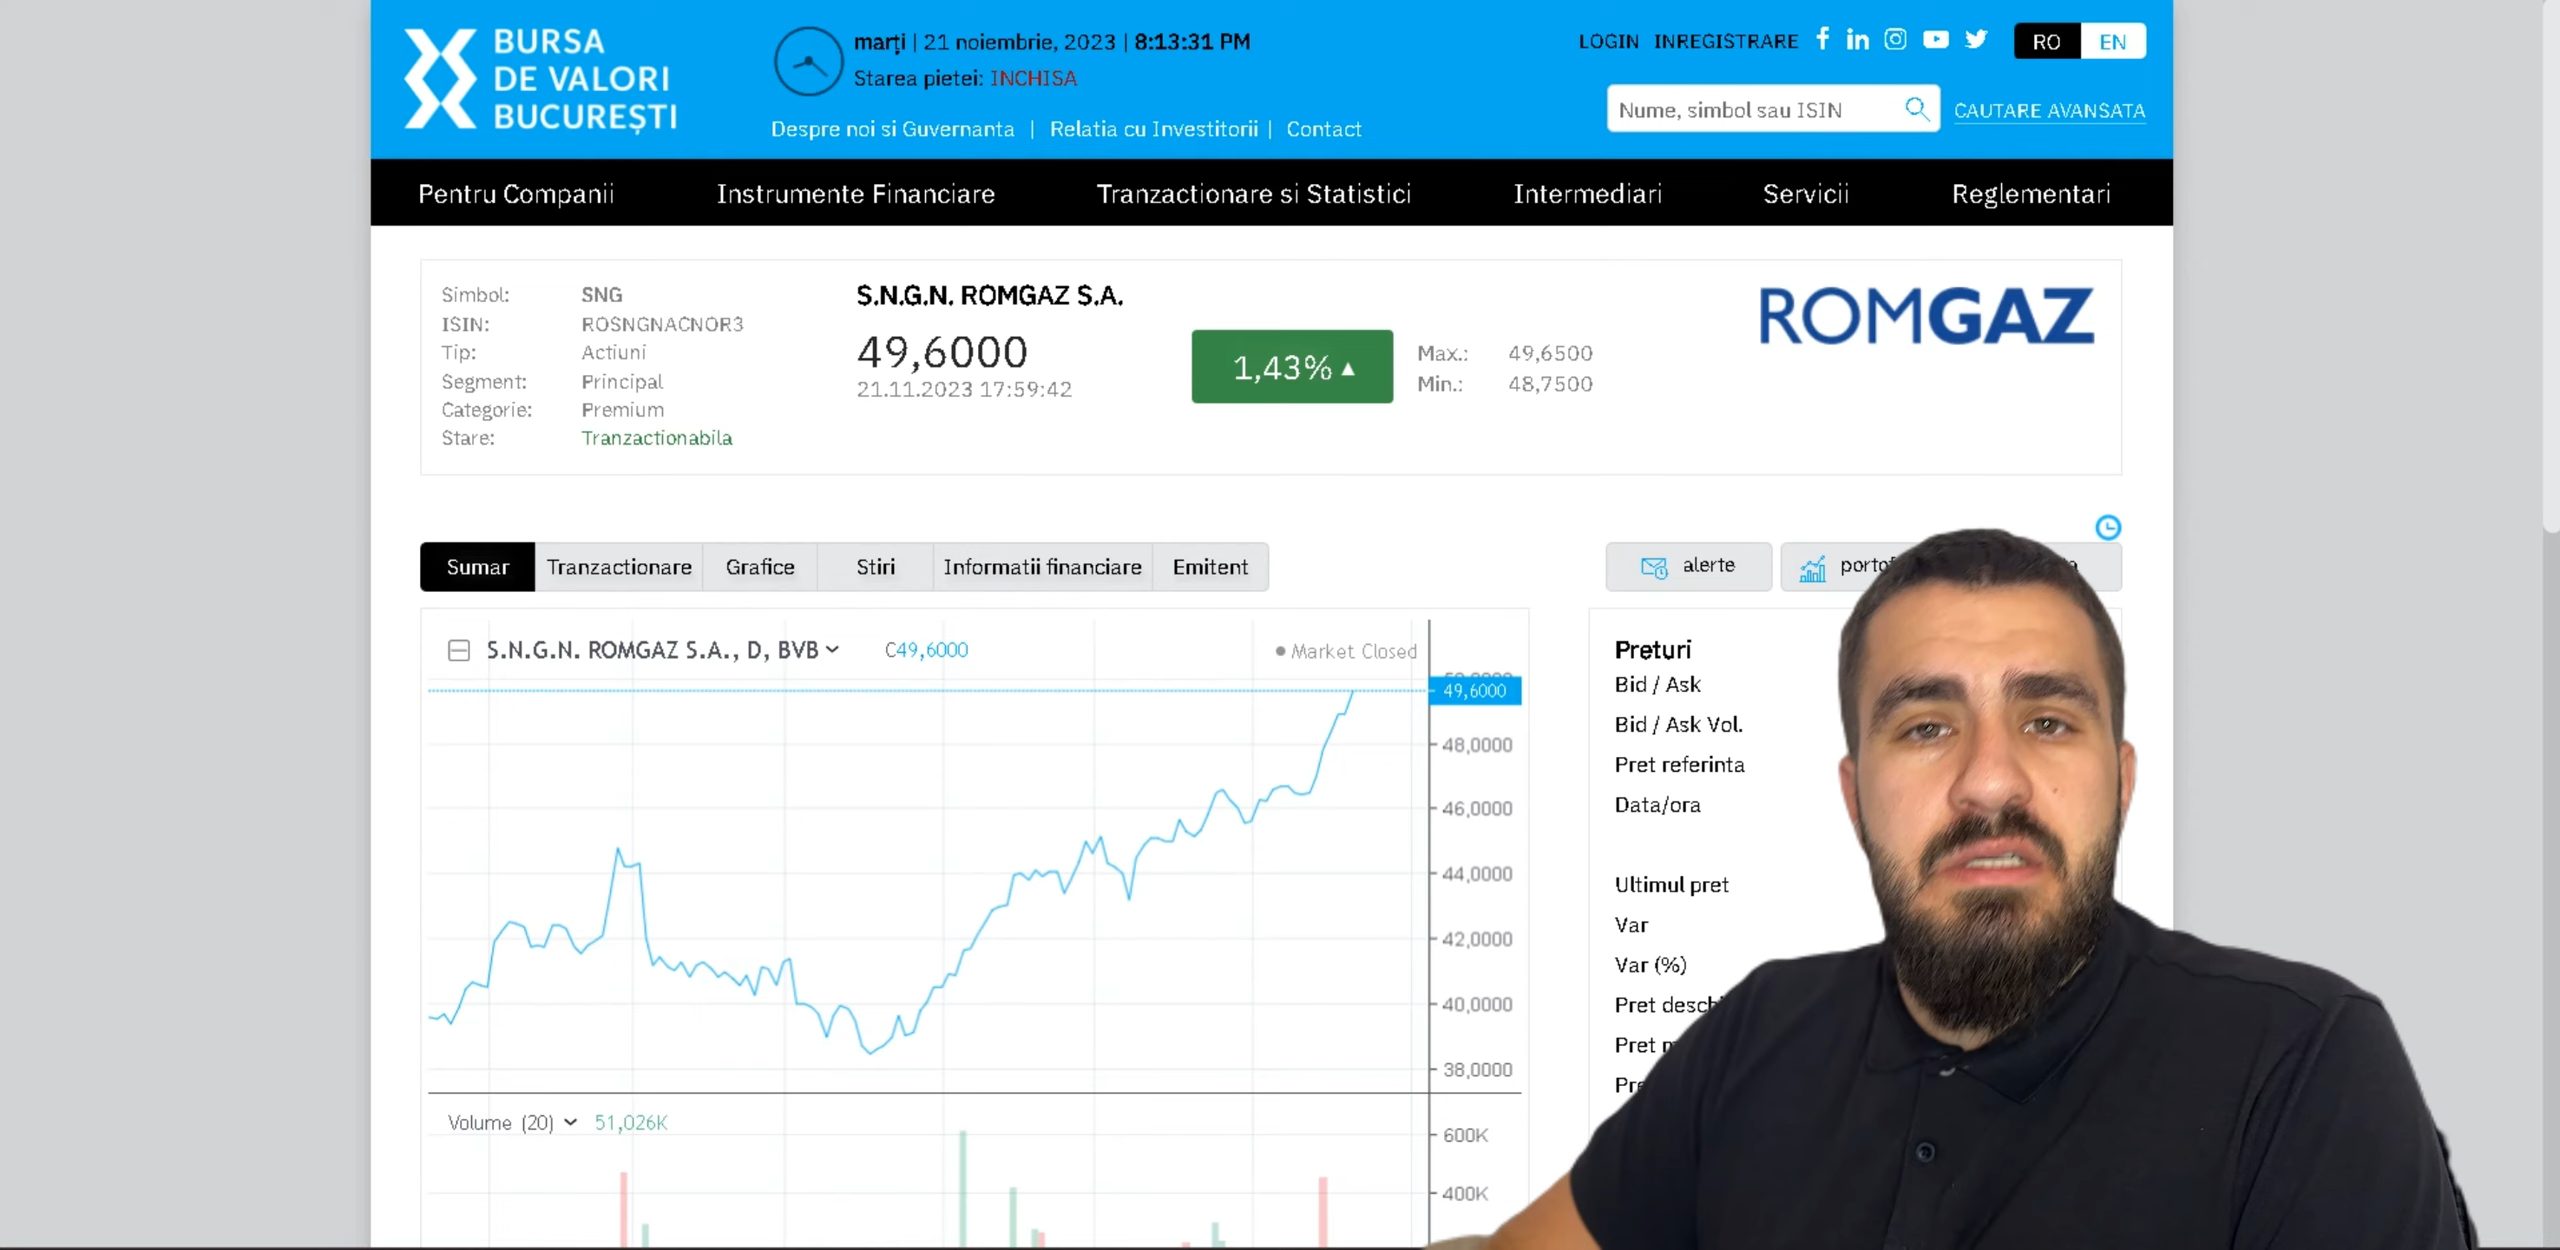 BURSA
DE VALORI
BUCUREȘTI
marți | 21 noiembrie, 2023 | 8:13:31 PM
Starea pietei: INCHISA
Despre noi si Guvernanta | Relatia cu Investitorii | Contact
LOGIN INREGISTRARE
RO EN
Nume, simbol sau ISIN
CAUTARE AVANSATA
Pentru Companii Instrumente Financiare Tranzactionare si Statistici Intermediari Servicii Reglementari
Simbol: SNG
ISIN: ROSNGNACNOR3
Tip: Actiuni
Segment: Principal
Categorie: Premium
Stare: Tranzactionabila
S.N.G.N. ROMGAZ S.A.
49,6000
21.11.2023 17:59:42
1,43% ▲
Max.: 49,6500
Min.: 48,7500
ROMGAZ
Sumar Tranzactionare Grafice Stiri Informatii financiare Emitent
alerte
S.N.G.N. ROMGAZ S.A., D, BVB C49,6000
Market Closed
49,6000
48,0000
46,0000
44,0000
42,0000
40,0000
38,0000
Volume (20) 51,026K
600K
400K
Preturi
Bid / Ask
Bid / Ask Vol.
Pret referinta
Data/ora
Ultimul pret
Var
Var (%)
Pret
Pret